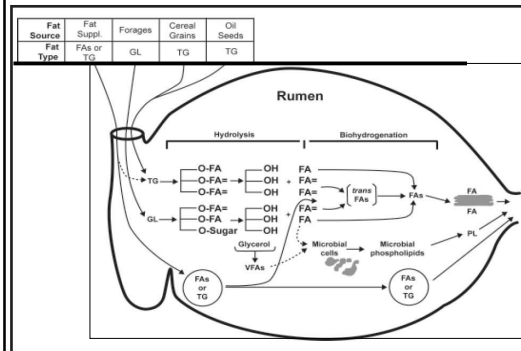 Fat Source
Fat Suppl.
Forages
Cereal Grains
Oil Seeds
Fat Type
FAs or TG
GL
TG
TG
Rumen
Hydrolysis
Biohydrogenation
TG
O-FA
O-FA=
O-FA=
OH
OH
OH
+
FA
FA=
FA=
trans FAs
FAs
FA
FA
GL
O-FA=
O-FA
O-Sugar
OH
OH
OH
+
FA=
FA
Glycerol
VFAs
Microbial cells
Microbial phospholipids
PL
FAs or TG
FAs or TG